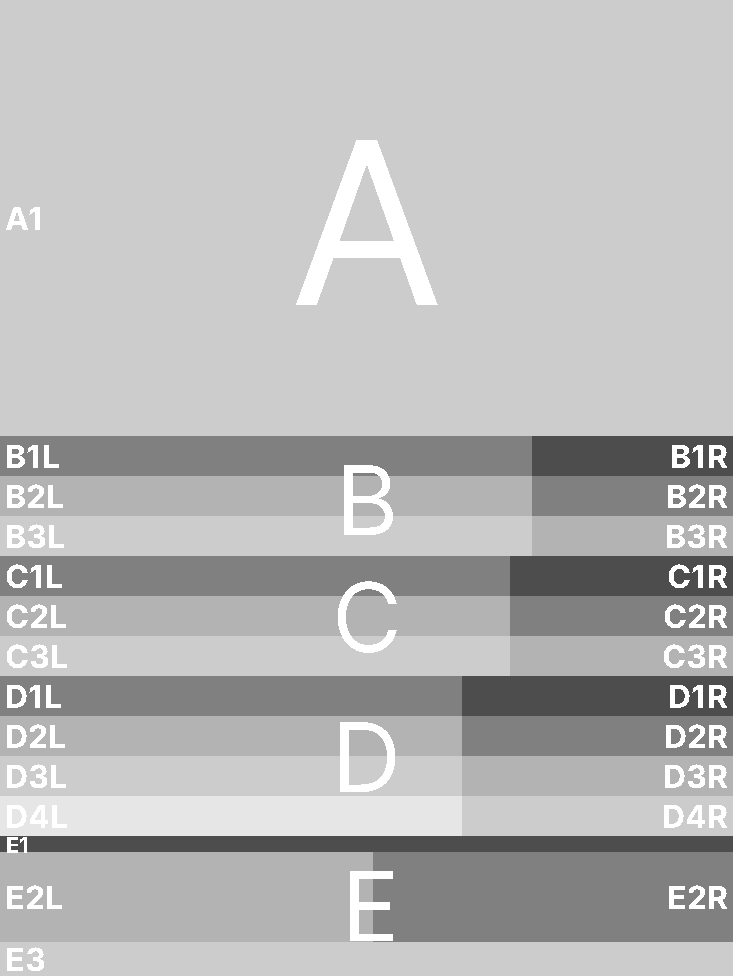 A
A1
B
B1L B1R
B2L B2R
B3L B3R
C
C1L C1R
C2L C2R
C3L C3R
D
D1L D1R
D2L D2R
D3L D3R
D4L D4R
E
E1
E2L E2R
E3